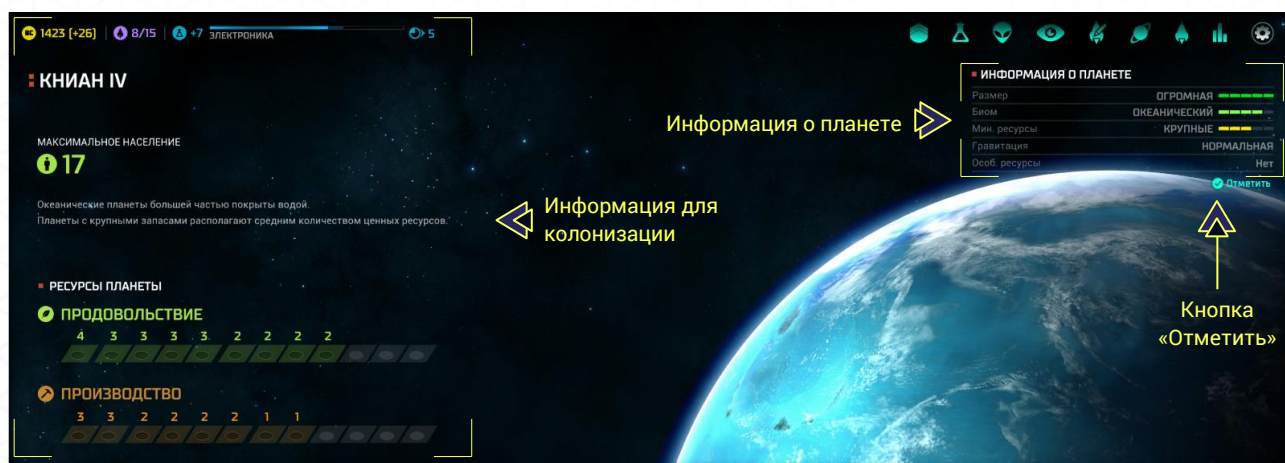 1423 (+26) 8/15 +7 ЭЛЕКТРОНИКА 5
КНИАН IV
МАКСИМАЛЬНОЕ НАСЕЛЕНИЕ
17
Океанические планеты большей частью покрыты водой.
Планеты с крупными запасами располагают средним количеством ценных ресурсов.
РЕСУРСЫ ПЛАНЕТЫ
ПРОДОВОЛЬСТВИЕ
4 3 3 3 3 2 2 2 2
ПРОИЗВОДСТВО
3 3 2 2 2 2 1 1
Информация для
колонизации
Информация о планете
ИНФОРМАЦИЯ О ПЛАНЕТЕ
Размер ОГРОМНАЯ
Биом ОКЕАНИЧЕСКИЙ
Мин. ресурсы КРУПНЫЕ
Гравитация НОРМАЛЬНАЯ
Особ. ресурсы Нет
Отметить
Кнопка
«Отметить»